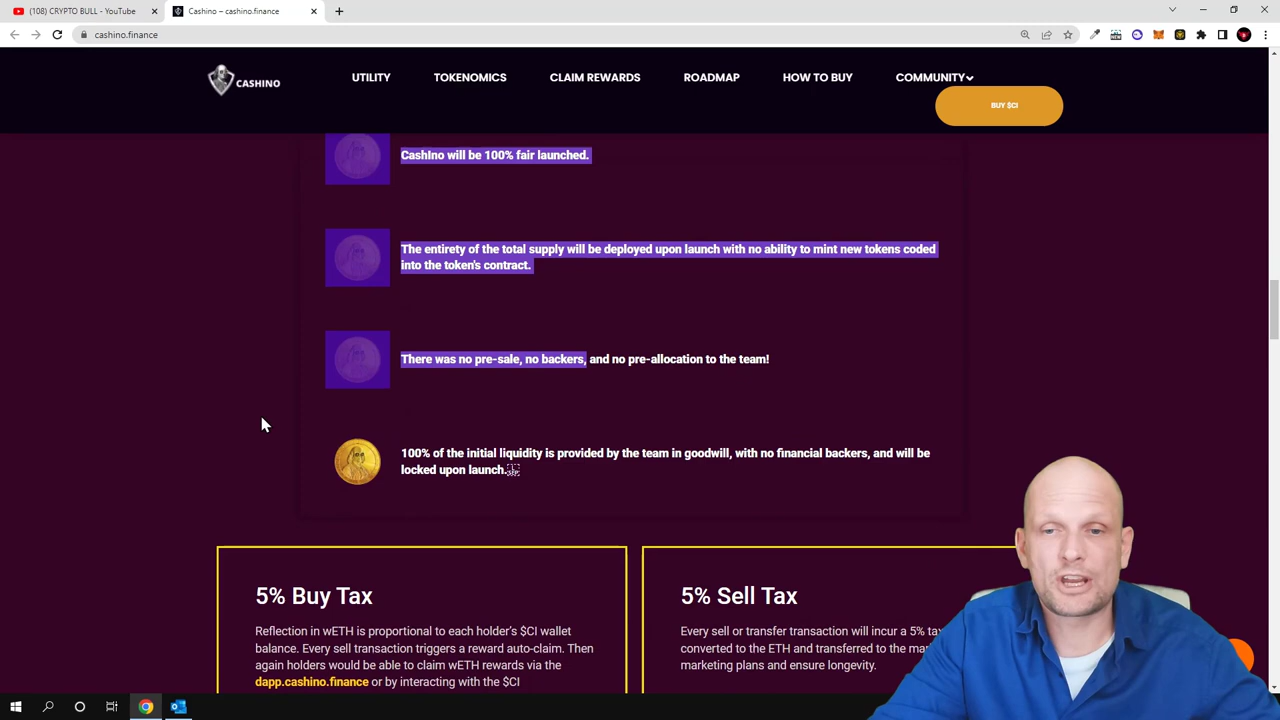 (108) CRYPTO BULL - YouTube
Cashino – cashino.finance
cashino.finance
CASHINO
UTILITY
TOKENOMICS
CLAIM REWARDS
ROADMAP
HOW TO BUY
COMMUNITY
BUY $CI
CashIno will be 100% fair launched.
The entirety of the total supply will be deployed upon launch with no ability to mint new tokens coded
into the token's contract.
There was no pre-sale, no backers, and no pre-allocation to the team!
100% of the initial liquidity is provided by the team in goodwill, with no financial backers, and will be
locked upon launch.
5% Buy Tax
Reflection in wETH is proportional to each holder's $CI wallet
balance. Every sell transaction triggers a reward auto-claim. Then
again holders would be able to claim wETH rewards via the
dapp.cashino.finance or by interacting with the $CI
5% Sell Tax
Every sell or transfer transaction will incur a 5% tax
converted to the ETH and transferred to the
marketing plans and ensure longevity.